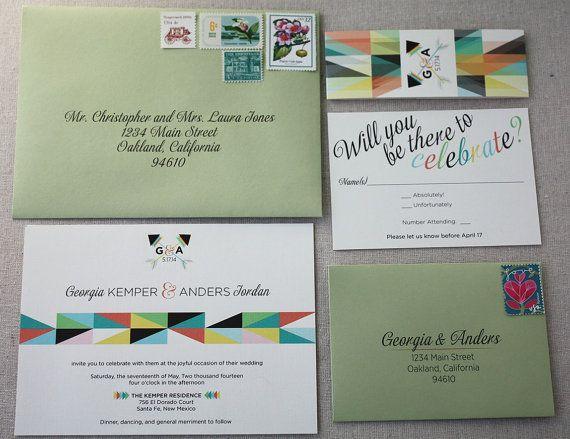 Mr. Christopher and Mrs. Laura Jones
1234 Main Street
Oakland, California
94610
6c
G&A
5.17.14
Will you
be there to
celebrate?
Name(s)
Absolutely!
Unfortunately
Number Attending.
Please let us know before April 17
G&A
5.17.14
Georgia KEMPER & ANDERS Jordan
invite you to celebrate with them at the joyful occasion of their wedding
Saturday, the seventeenth of May, Two thousand fourteen
four o'clock in the afternoon
THE KEMPER RESIDENCE
756 El Dorado Court
Santa Fe, New Mexico
Dinner, dancing, and general merriment to follow
Georgia & Anders
1234 Main Street
Oakland, California
94610